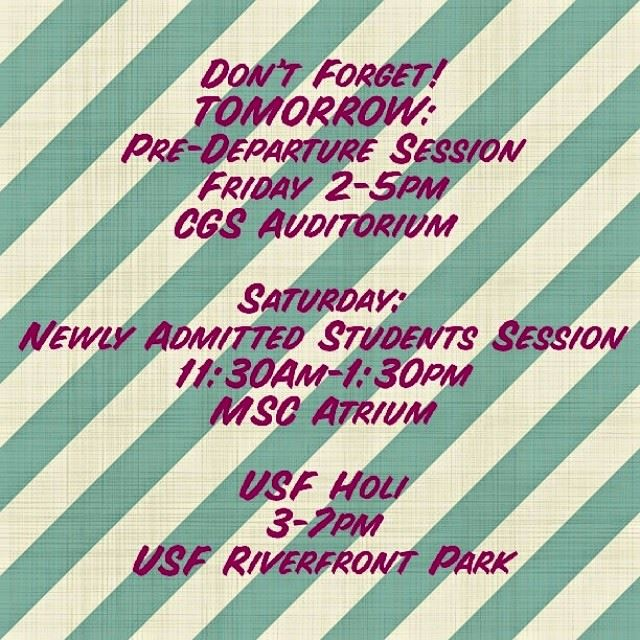 Don't Forget!
TOMORROW:
Pre-Departure Session
Friday 2-5pm
CGS Auditorium
Saturday:
Newly Admitted Students Session
11:30am-1:30pm
MSC Atrium
USF Holi
3-7pm
USF Riverfront Park